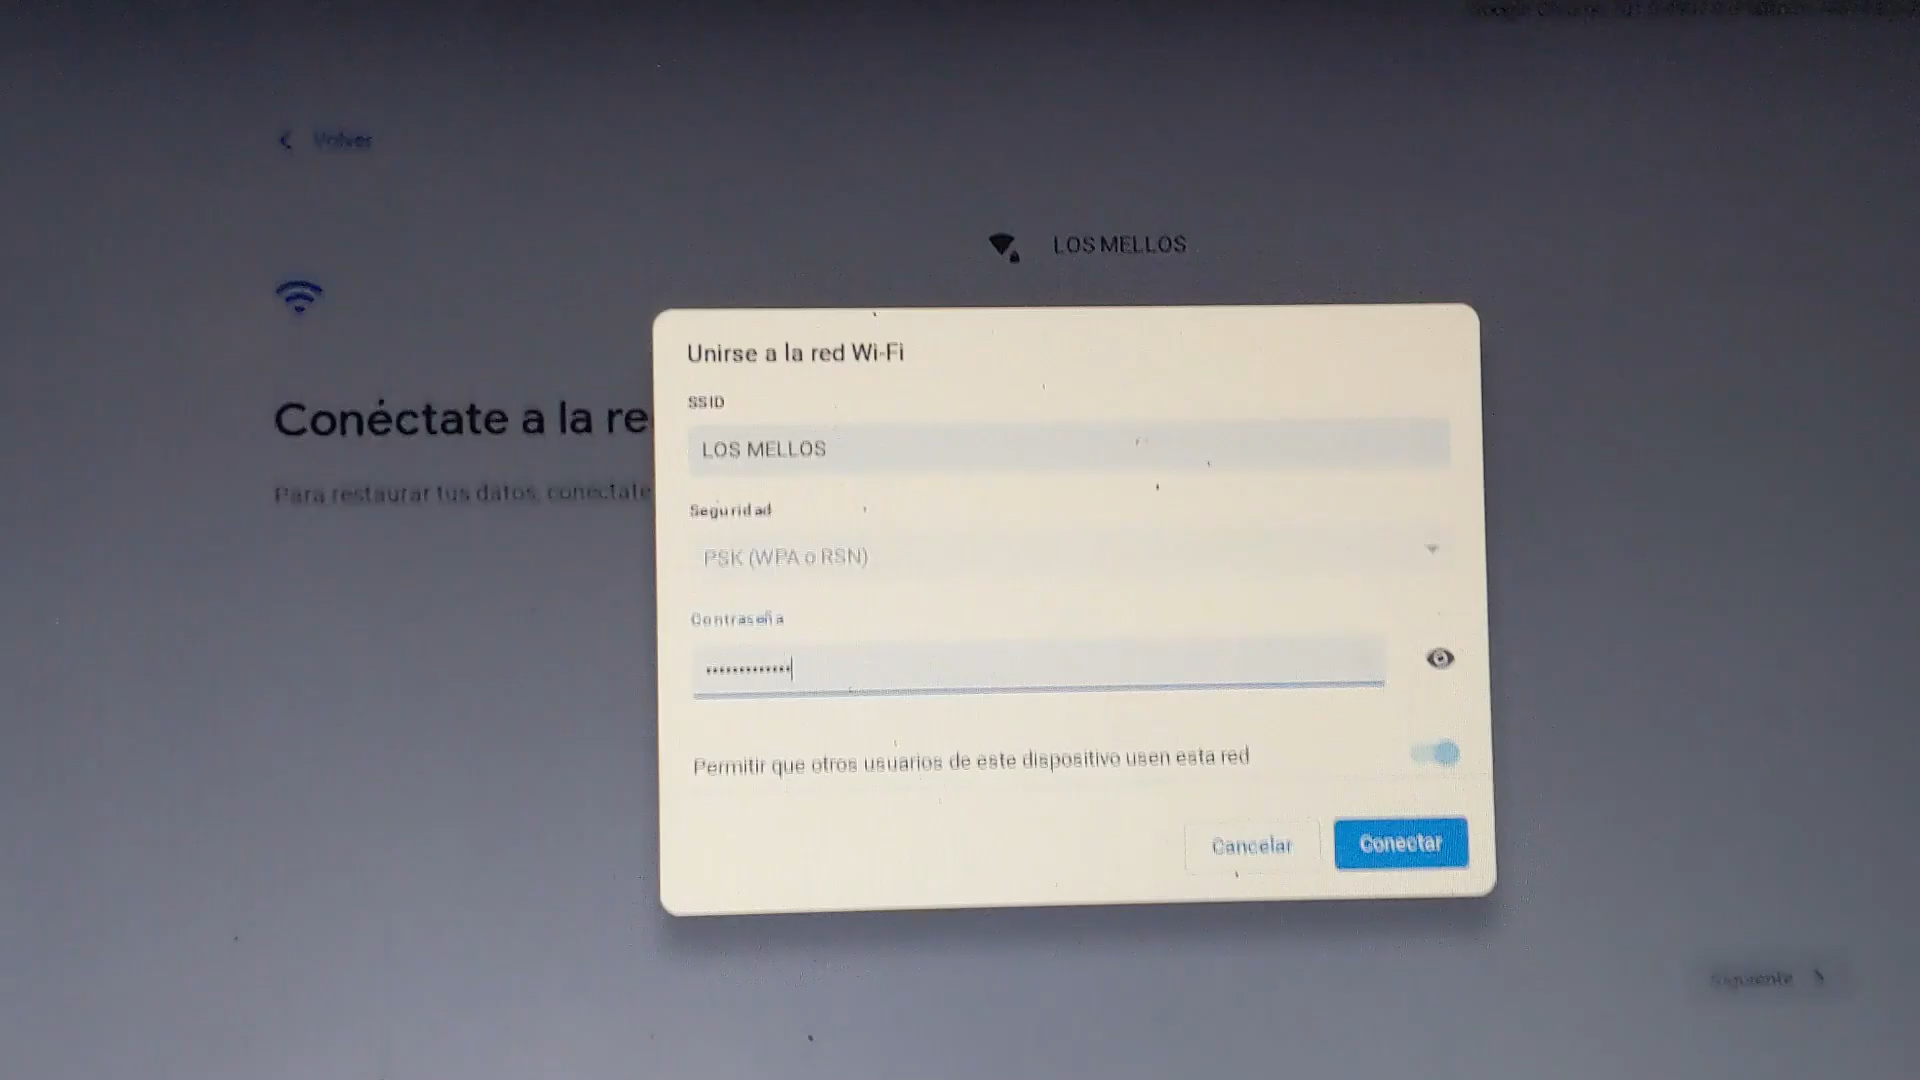 Volver
LOS MELLOS
Unirse a la red Wi-Fi
SSID
LOS MELLOS
Conéctate a la re
Para restaurar tus datos, conéctate
Seguridad
PSK (WPA o RSN)
Contraseña
•••••••••••••
Permitir que otros usuarios de este dispositivo usen esta red
Cancelar
Conectar
Siguiente